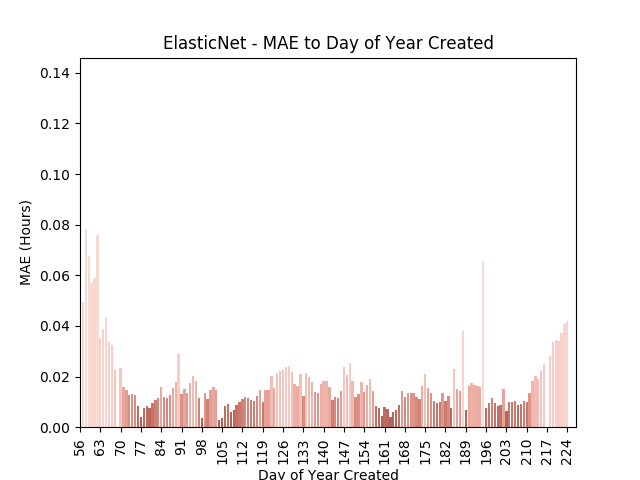 ElasticNet - MAE to Day of Year Created
MAE (Hours)
0.14
0.12
0.10
0.08
0.06
0.04
0.02
0.00
56 63 70 77 84 91 98 105 112 119 126 133 140 147 154 161 168 175 182 189 196 203 210 217 224
Day of Year Created